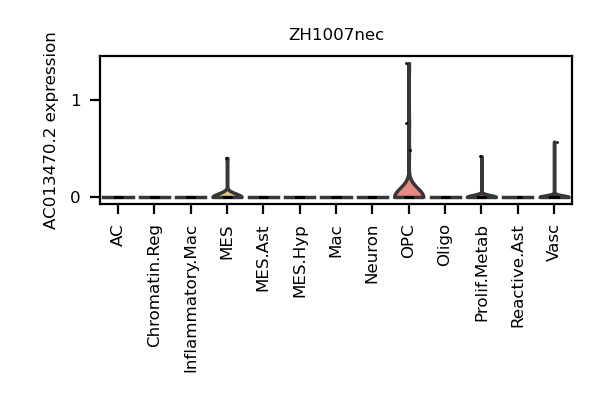 ZH1007nec
AC013470.2 expression
1
0
AC
Chromatin.Reg
Inflammatory.Mac
MES
MES.Ast
MES.Hyp
Mac
Neuron
OPC
Oligo
Prolif.Metab
Reactive.Ast
Vasc